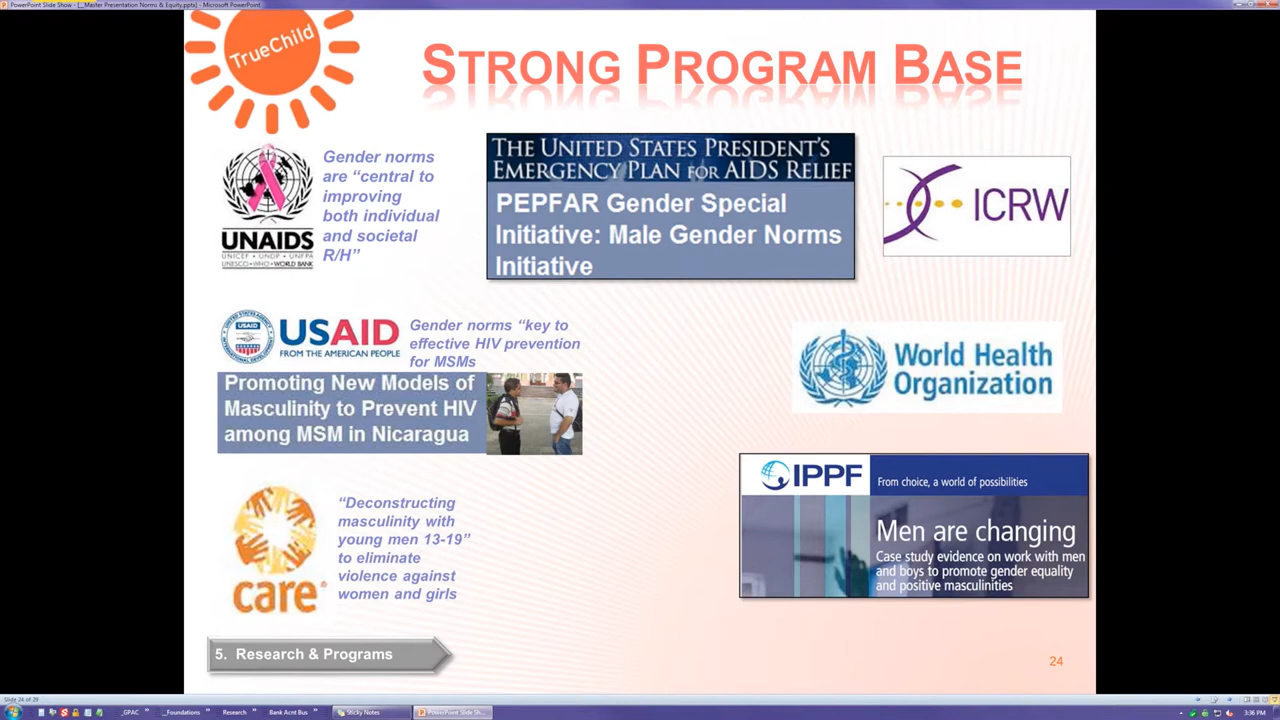 PowerPoint Slide Show - [__Master Presentation Norms & Equity.pptx] - Microsoft PowerPoint
TrueChild
STRONG PROGRAM BASE
UNAIDS
UNICEF • UNDP • UNFPA
UNESCO • WHO • WORLD BANK
Gender norms
are “central to
improving
both individual
and societal
R/H”
THE UNITED STATES PRESIDENT'S
EMERGENCY PLAN FOR AIDS RELIEF
PEPFAR Gender Special
Initiative: Male Gender Norms
Initiative
ICRW
USAID
FROM THE AMERICAN PEOPLE
Gender norms “key to
effective HIV prevention
for MSMs
Promoting New Models of
Masculinity to Prevent HIV
among MSM in Nicaragua
World Health
Organization
care
“Deconstructing
masculinity with
young men 13-19”
to eliminate
violence against
women and girls
IPPF
From choice, a world of possibilities
Men are changing
Case study evidence on work with men
and boys to promote gender equality
and positive masculinities
5. Research & Programs
24
Slide 24 of 29
_GPAC
_Foundations
Research
Bank Acnt Bus
Sticky Notes
PowerPoint Slide Sh...
3:36 PM